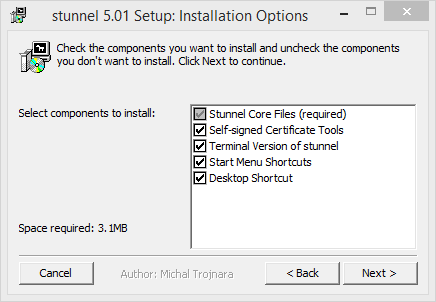 stunnel 5.01 Setup: Installation Options
Check the components you want to install and uncheck the components
you don't want to install. Click Next to continue.
Select components to install:
Stunnel Core Files (required)
Self-signed Certificate Tools
Terminal Version of stunnel
Start Menu Shortcuts
Desktop Shortcut
Space required: 3.1MB
Cancel
Author: Michal Trojnara
< Back
Next >